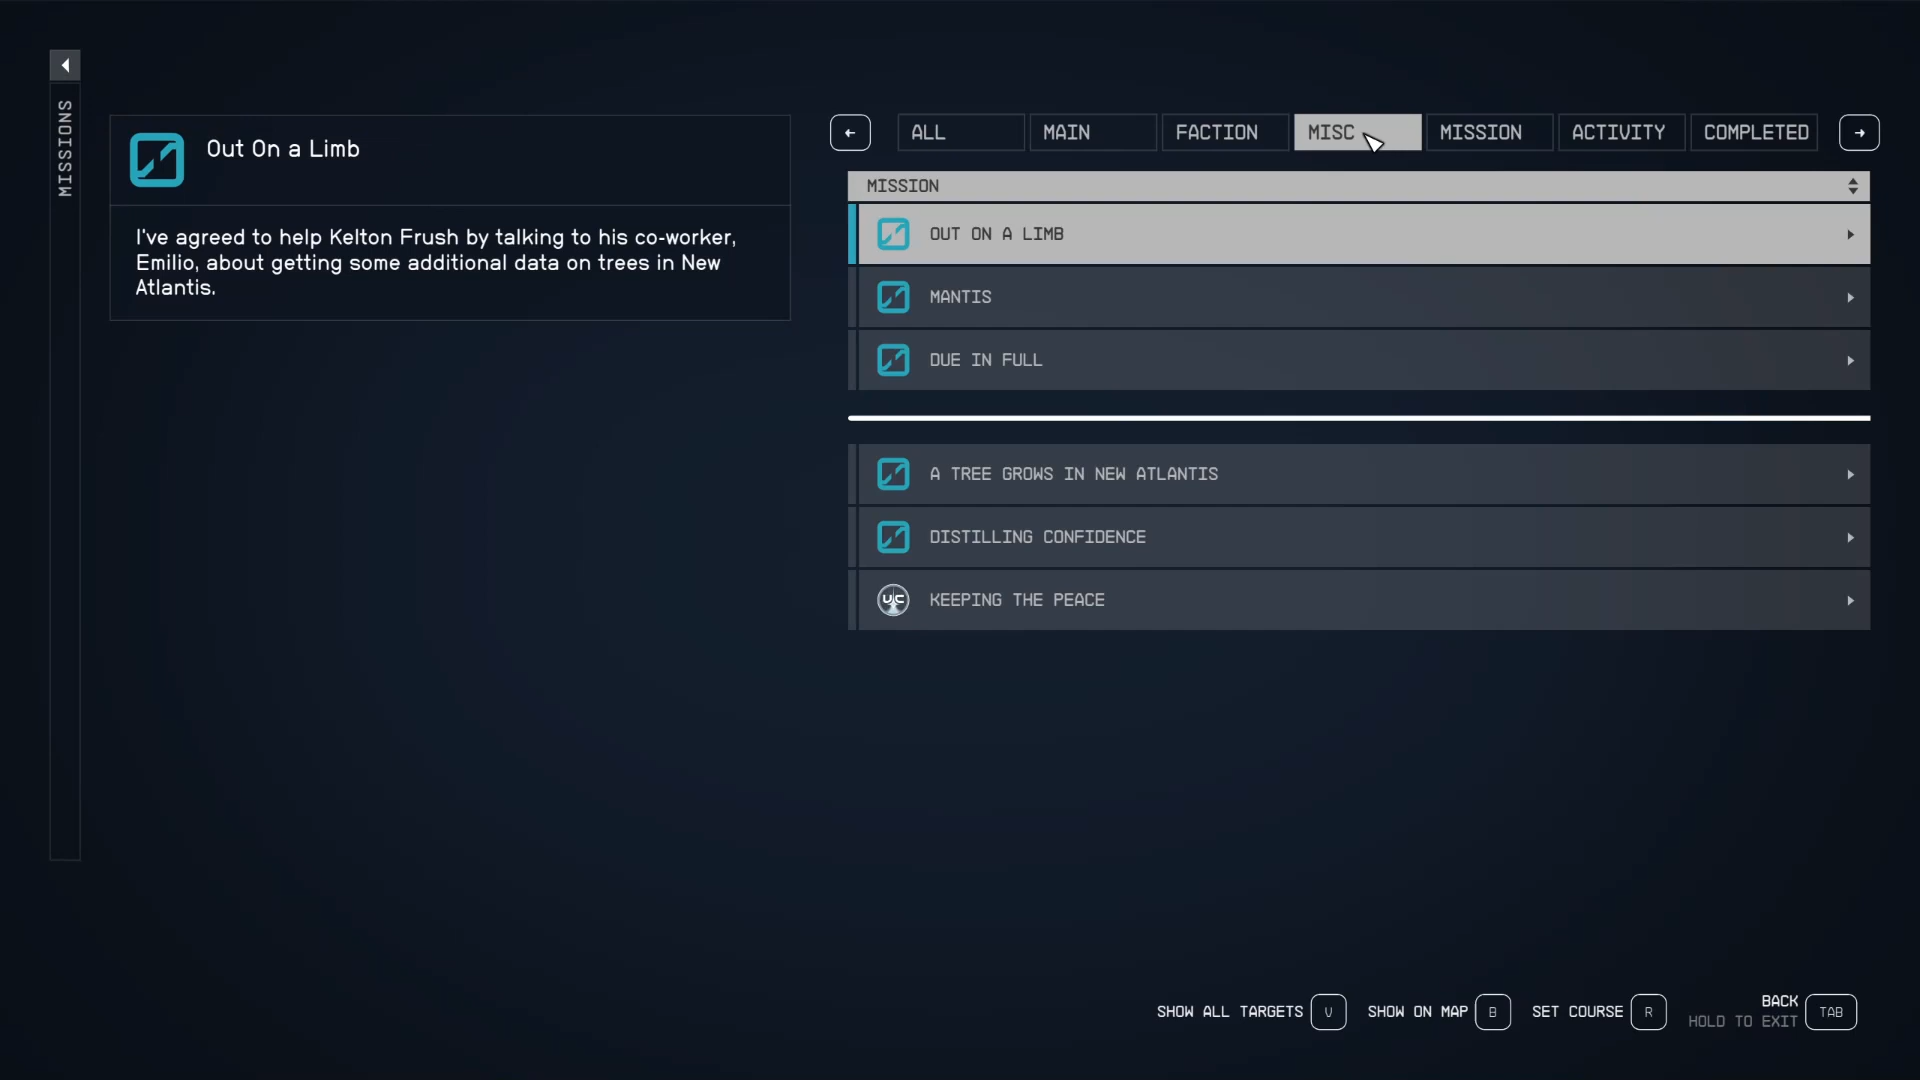 MISSIONS
Out On a Limb
I've agreed to help Kelton Frush by talking to his co-worker,
Emilio, about getting some additional data on trees in New
Atlantis.
ALL MAIN FACTION MISC MISSION ACTIVITY COMPLETED
MISSION
OUT ON A LIMB
MANTIS
DUE IN FULL
A TREE GROWS IN NEW ATLANTIS
DISTILLING CONFIDENCE
UC KEEPING THE PEACE
SHOW ALL TARGETS V SHOW ON MAP B SET COURSE R BACK TAB
HOLD TO EXIT